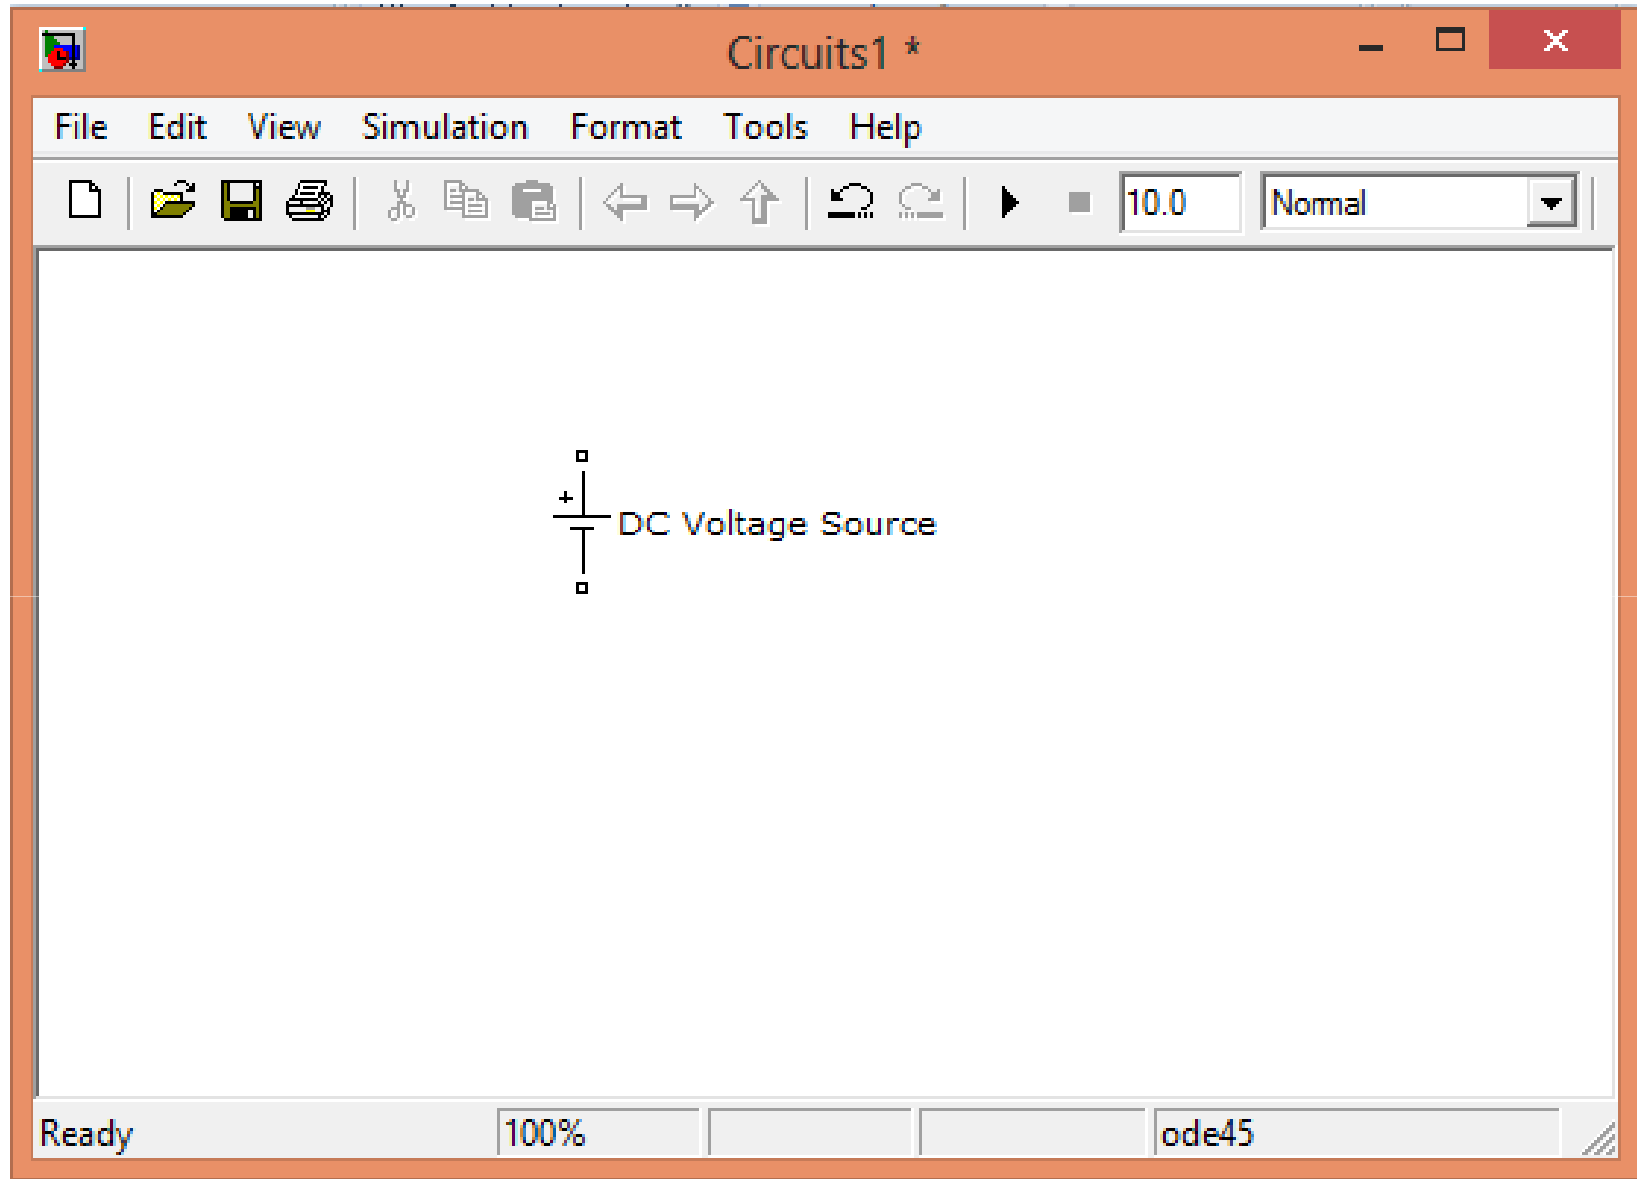 Circuits1 *
File Edit View Simulation Format Tools Help
10.0 Normal
+
DC Voltage Source
Ready 100% ode45